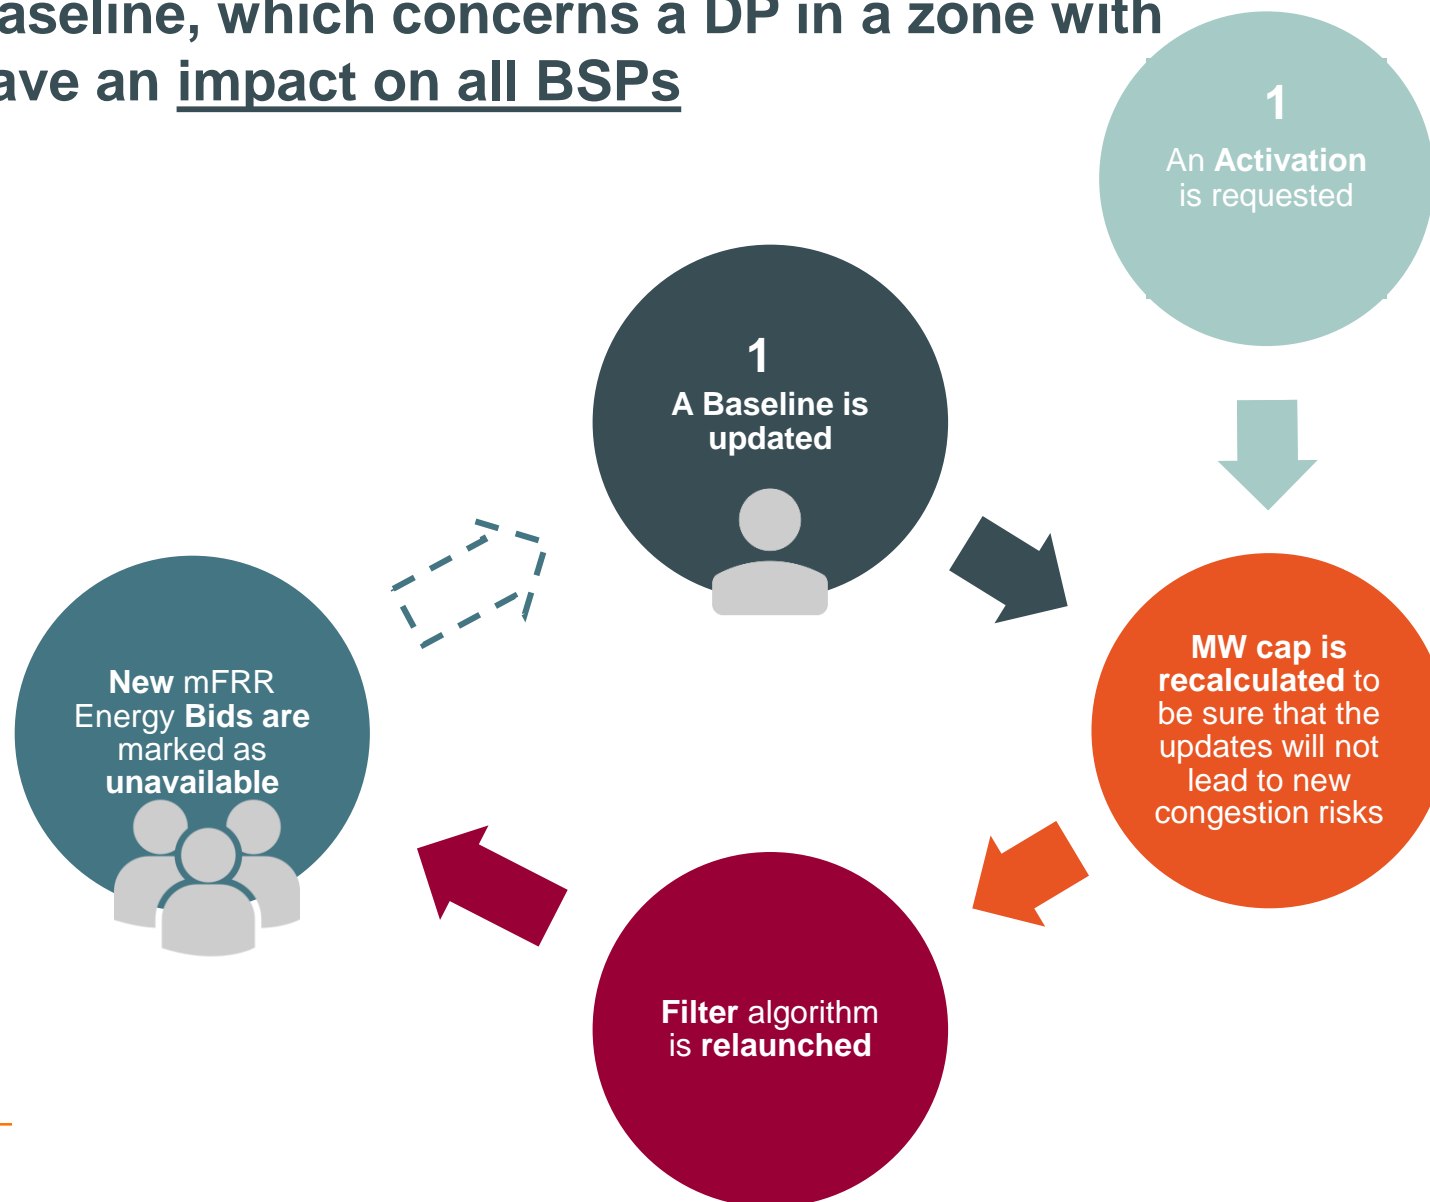 aseline, which concerns a DP in a zone with
ave an impact on all BSPs
1
An Activation
is requested
1
A Baseline is
updated
MW cap is
recalculated to
be sure that the
updates will not
lead to new
congestion risks
Filter algorithm
is relaunched
New mFRR
Energy Bids are
marked as
unavailable